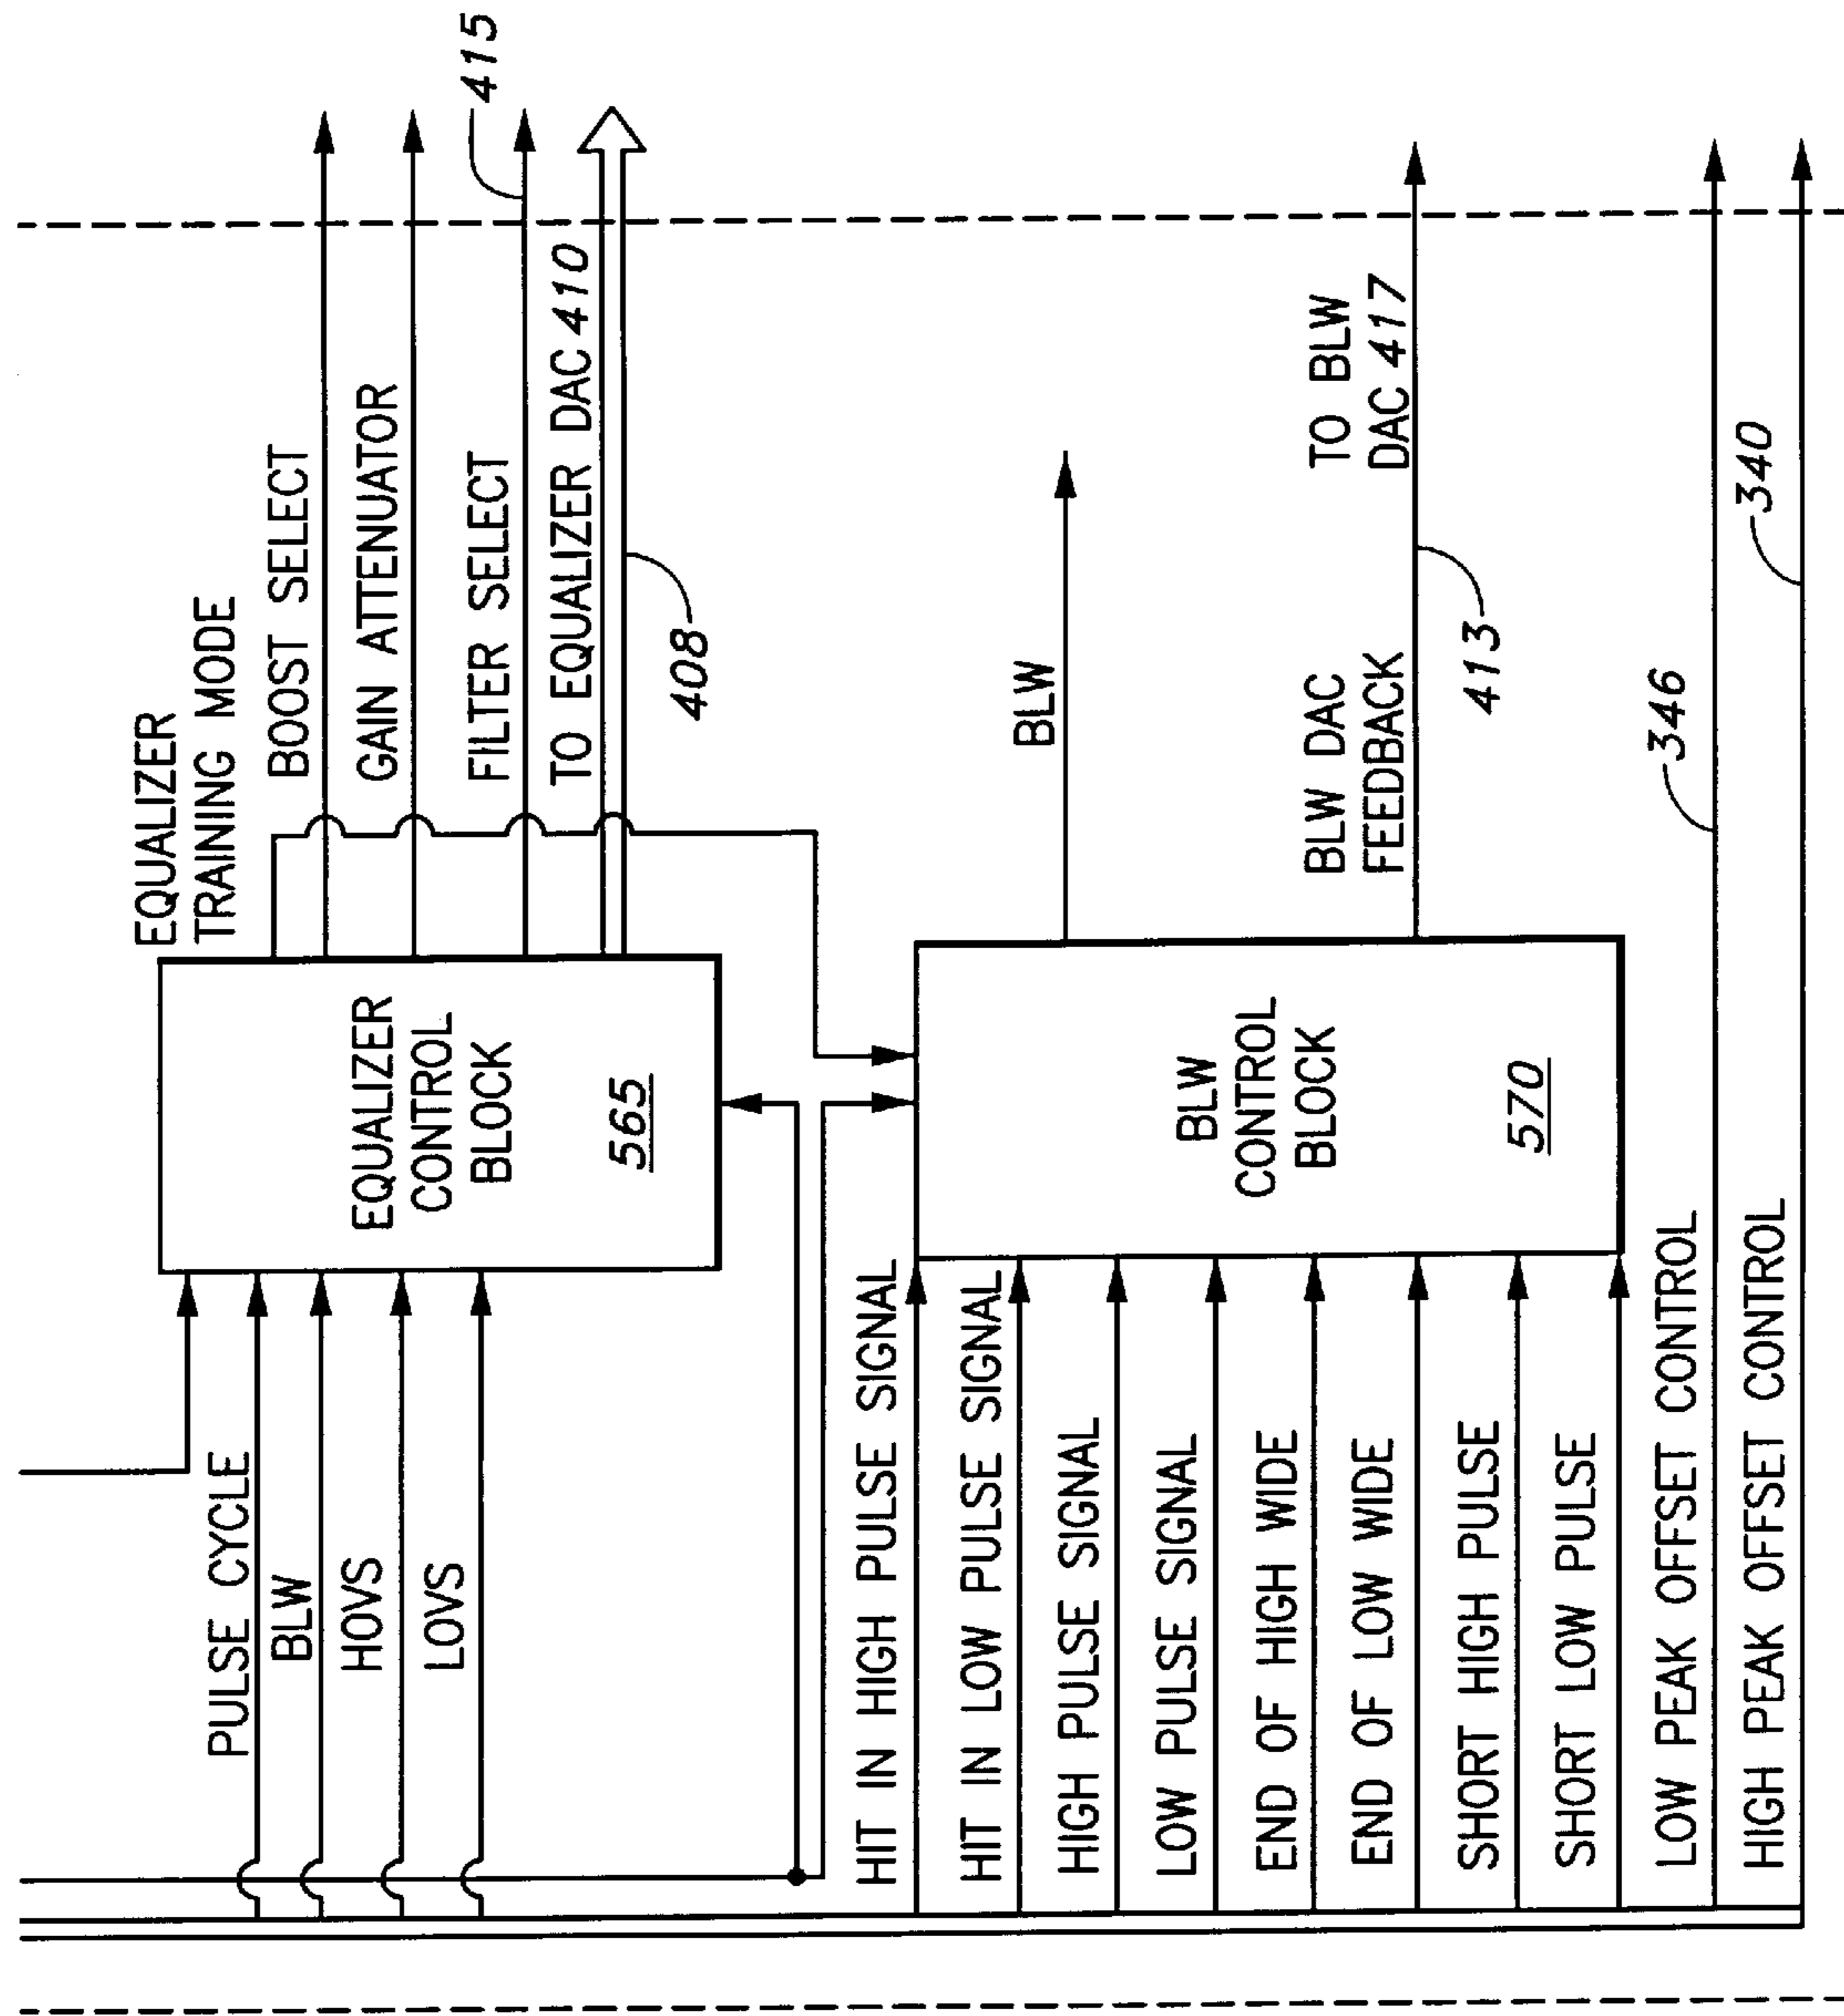 EQUALIZER
TRAINING MODE
BOOST SELECT
GAIN ATTENUATOR
FILTER SELECT
415
TO EQUALIZER DAC 410
408
PULSE CYCLE
BLW
HOVS
LOVS
EQUALIZER
CONTROL
BLOCK
565
HIT IN HIGH PULSE SIGNAL
HIT IN LOW PULSE SIGNAL
HIGH PULSE SIGNAL
LOW PULSE SIGNAL
END OF HIGH WIDE
END OF LOW WIDE
SHORT HIGH PULSE
SHORT LOW PULSE
BLW
CONTROL
BLOCK
570
BLW
BLW DAC
FEEDBACK
TO BLW
DAC 417
413
LOW PEAK OFFSET CONTROL
346
HIGH PEAK OFFSET CONTROL
340